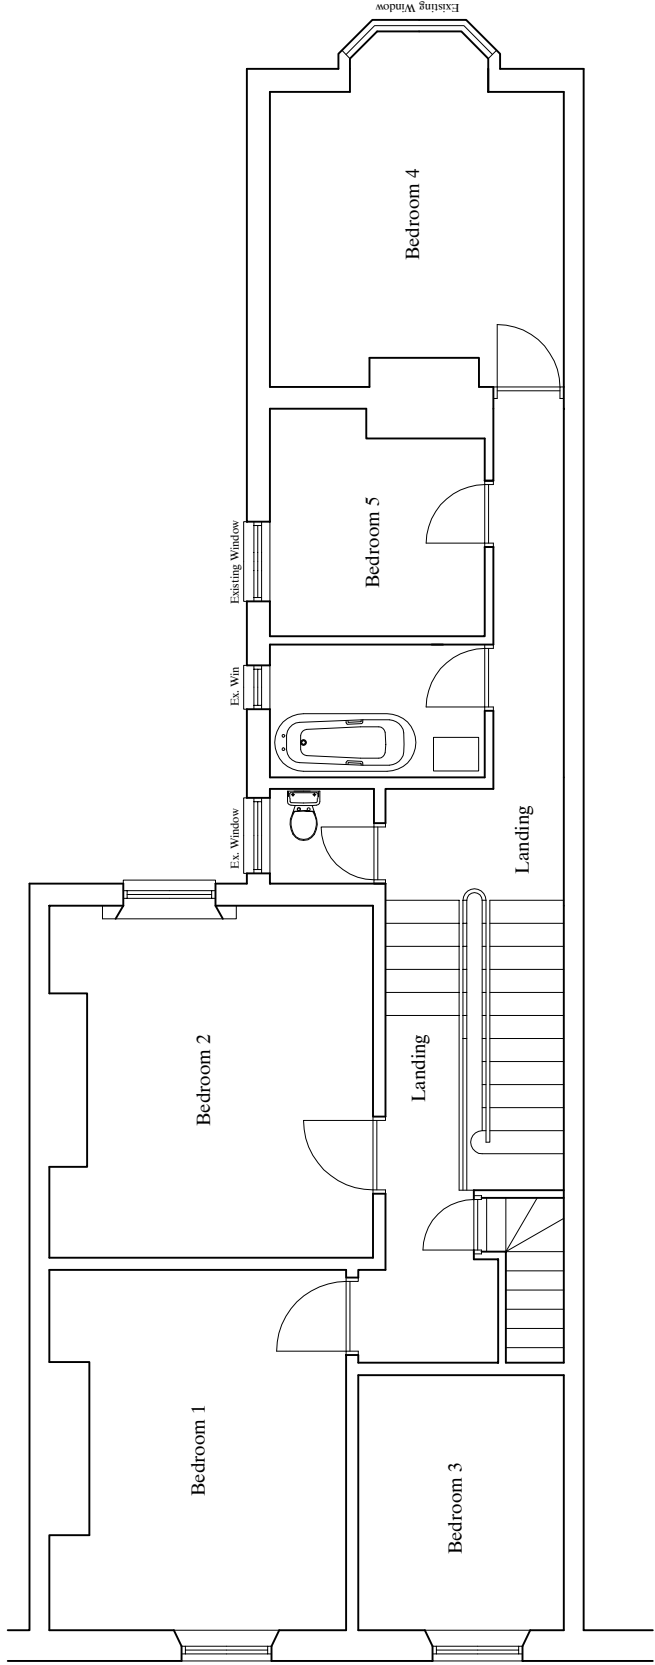 Existing Window
Bedroom 4
Existing Window
Bedroom 5
Ex. Win
Ex. Window
Landing
Bedroom 2
Landing
Bedroom 1
Bedroom 3